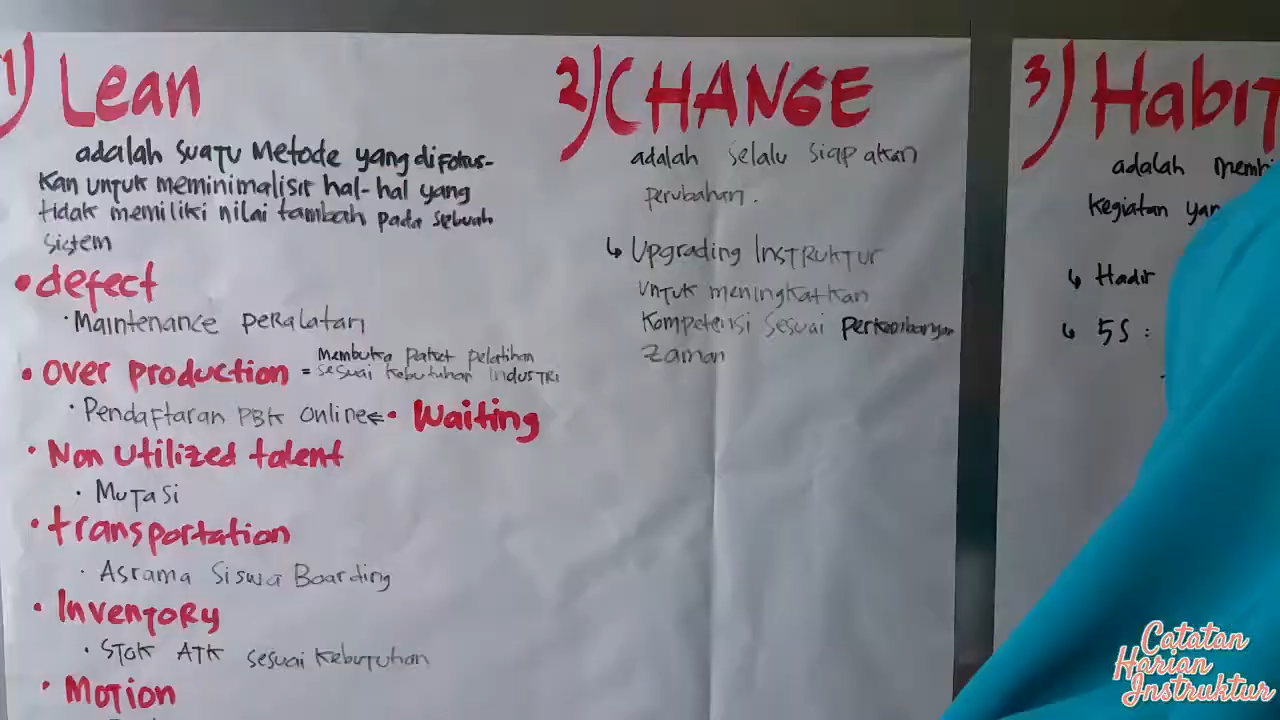 1) Lean
adalah suatu Metode yang difokus-
kan untuk meminimalisir hal-hal yang
tidak memiliki nilai tambah pada sebuah
sistem
• defect
• Maintenance peralatan
• Over production = Membuka paket pelatihan
sesuai kebutuhan Industri
• Pendaftaran PBK Online ← • Waiting
• Non Utilized talent
• Mutasi
• transportation
• Asrama Siswa Boarding
• Inventory
• Stok ATK sesuai kebutuhan
• Motion
2) CHANGE
adalah selalu siap akan
perubahan.
↳ Upgrading Instruktur
untuk meningkatkan
Kompetensi sesuai
Zaman
3) Habit
adalah
kegiatan
↳ Hadir
↳ 5S :
Catatan
Harian
Instruktur